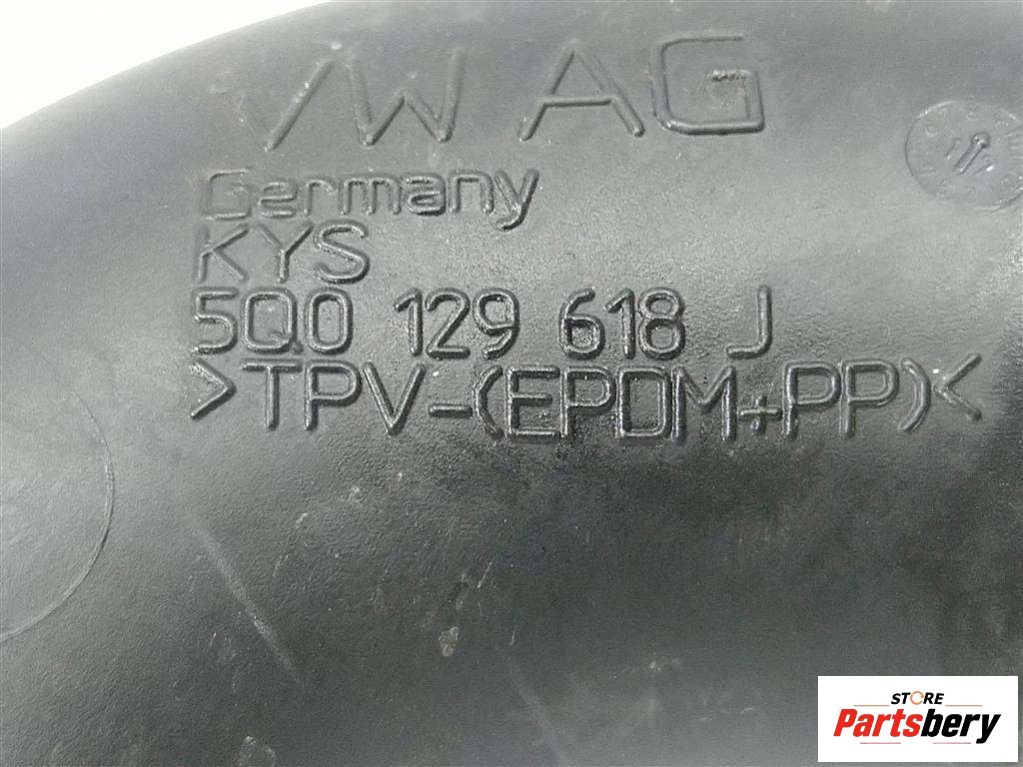 VW AG
Germany
KYS
5Q0 129 618 J
>TPV-(EPDM+PP)<
STORE
Partsbery